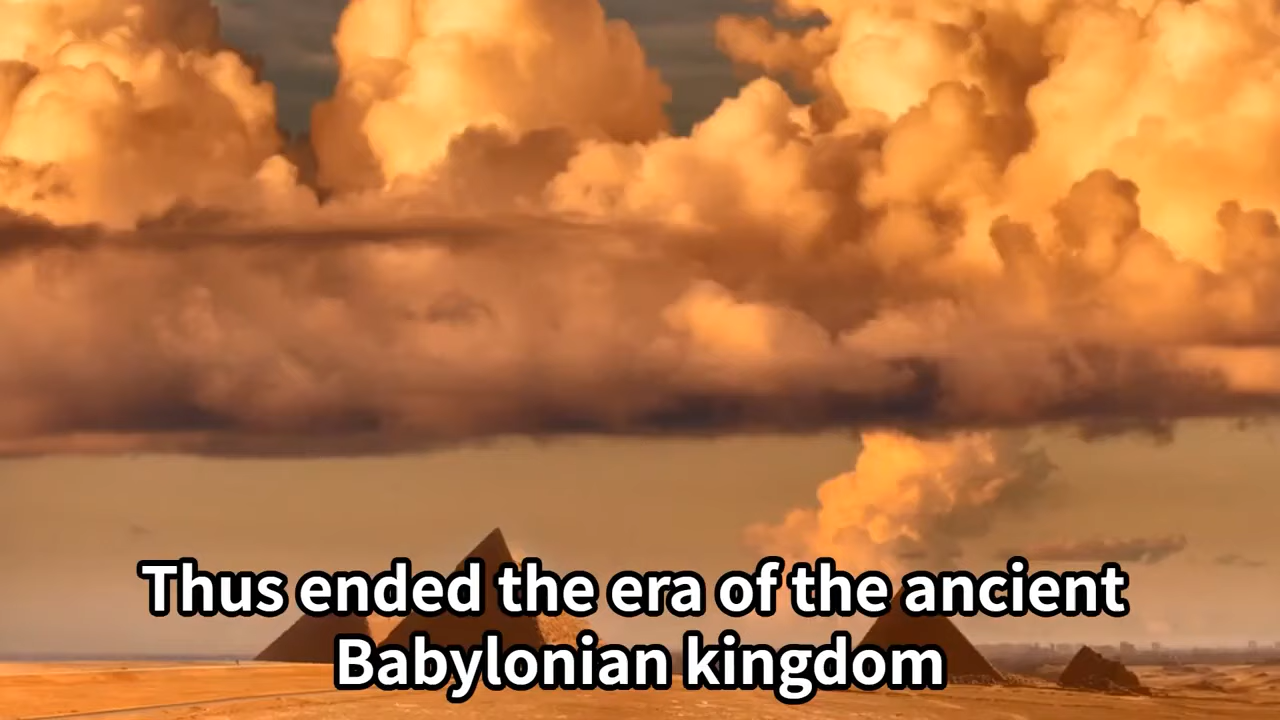 Thus ended the era of the ancient
Babylonian kingdom